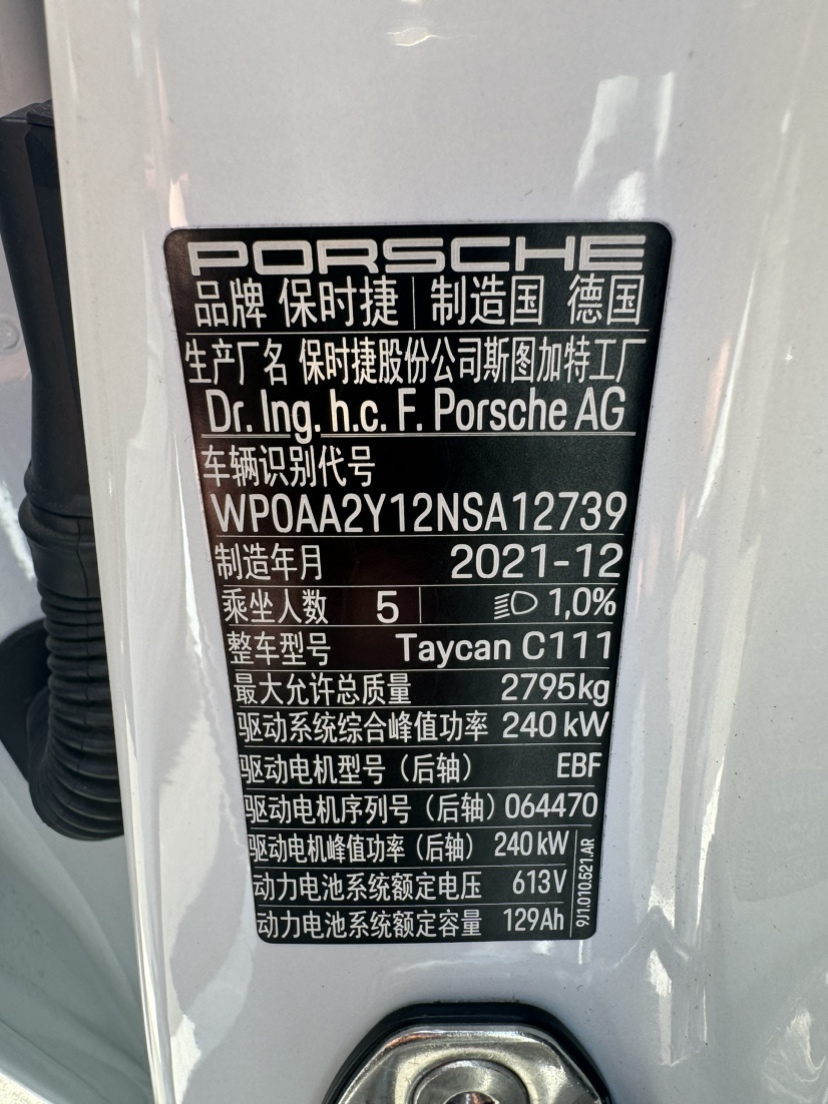 PORSCHE
品牌 保时捷 制造国 德国
生产厂名 保时捷股份公司斯图加特工厂
Dr. Ing. h.c. F. Porsche AG
车辆识别代号
WP0AA2Y12NSA12739
制造年月 2021-12
乘坐人数 5 1,0%
整车型号 Taycan C111
最大允许总质量 2795kg
驱动系统综合峰值功率 240 kW
驱动电机型号（后轴） EBF
驱动电机序列号（后轴）064470
驱动电机峰值功率（后轴） 240 kW
动力电池系统额定电压 613V
动力电池系统额定容量 129Ah
9J1.010.521.AR